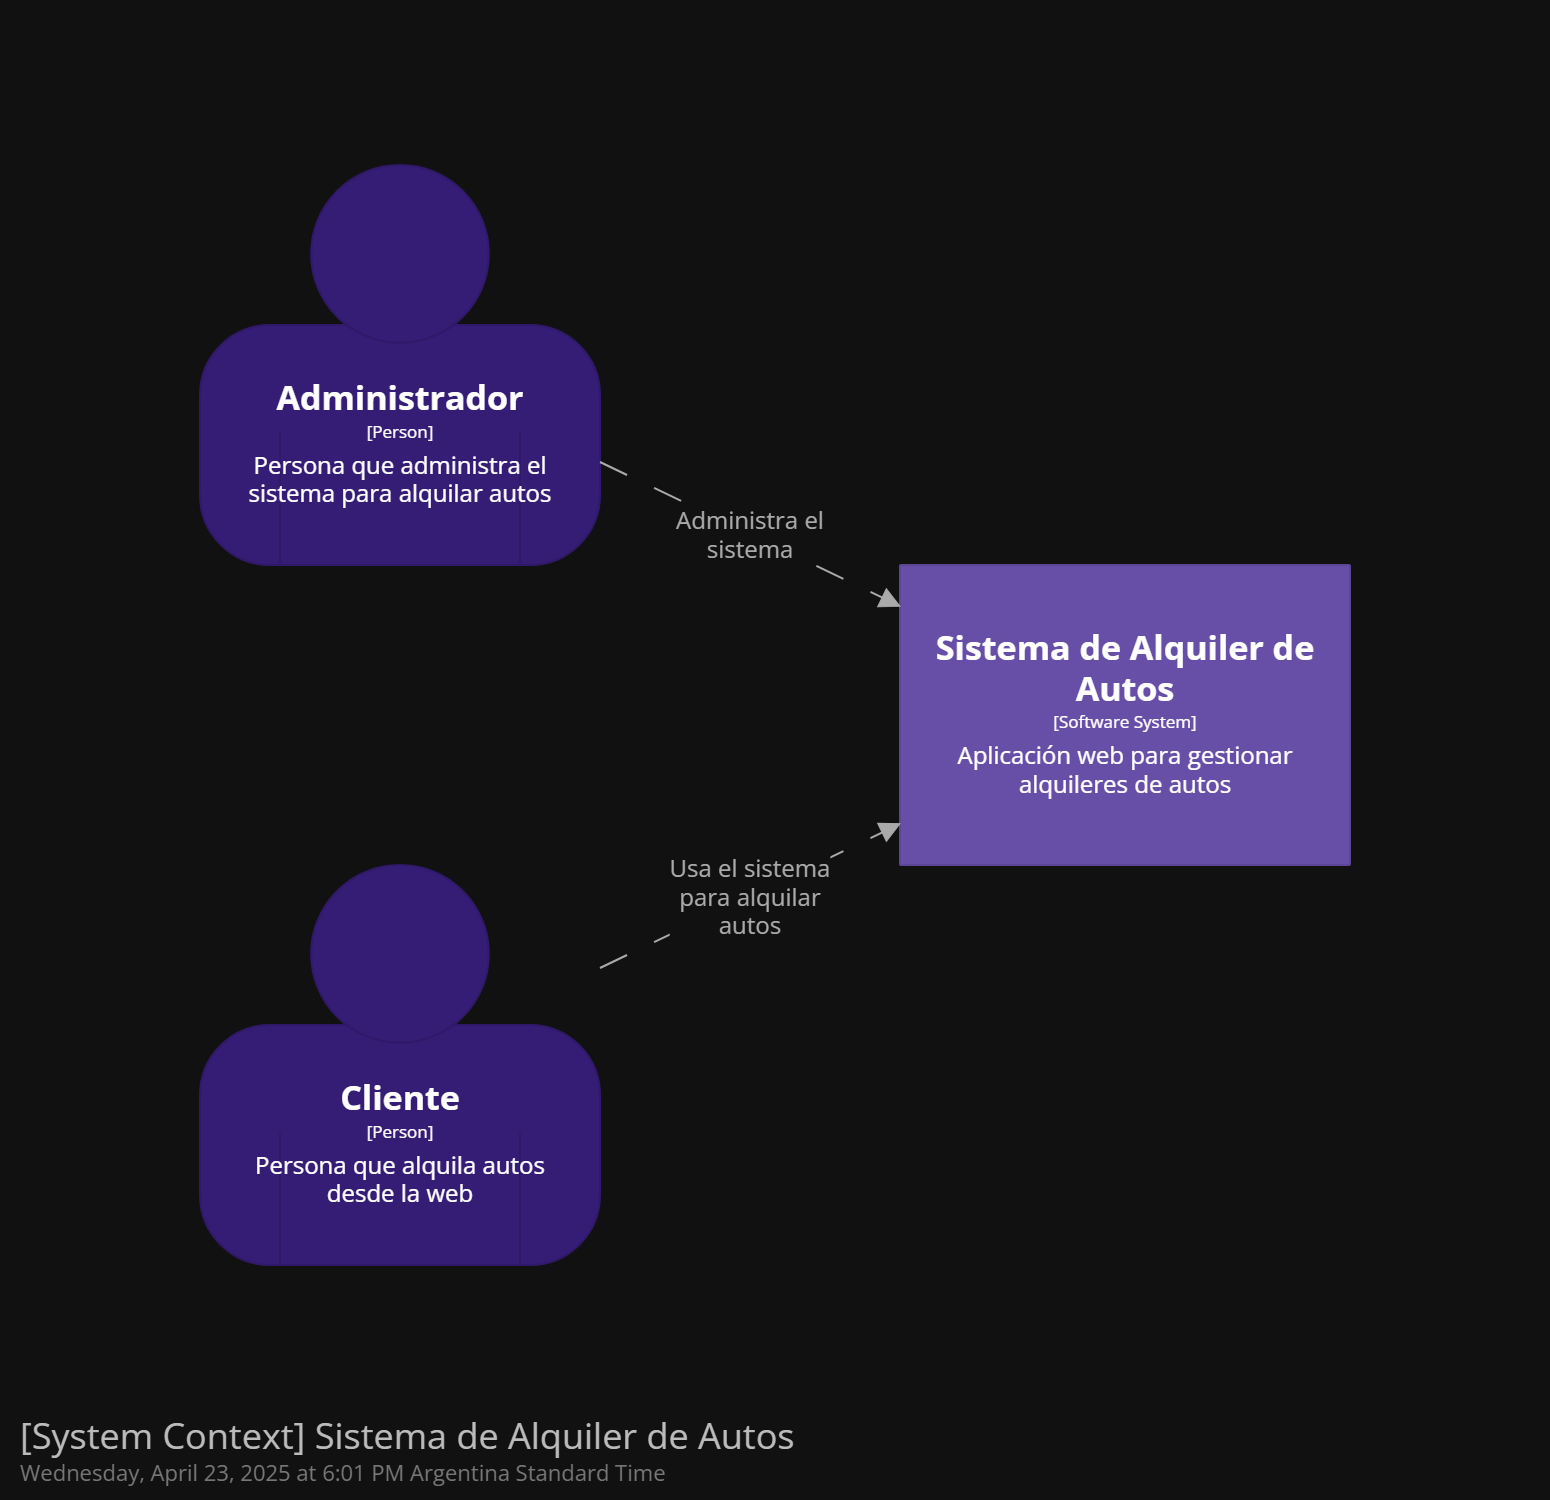 Administrador
[Person]
Persona que administra el
sistema para alquilar autos
Administra el
sistema
Sistema de Alquiler de
Autos
[Software System]
Aplicación web para gestionar
alquileres de autos
Usa el sistema
para alquilar
autos
Cliente
[Person]
Persona que alquila autos
desde la web
[System Context] Sistema de Alquiler de Autos
Wednesday, April 23, 2025 at 6:01 PM Argentina Standard Time